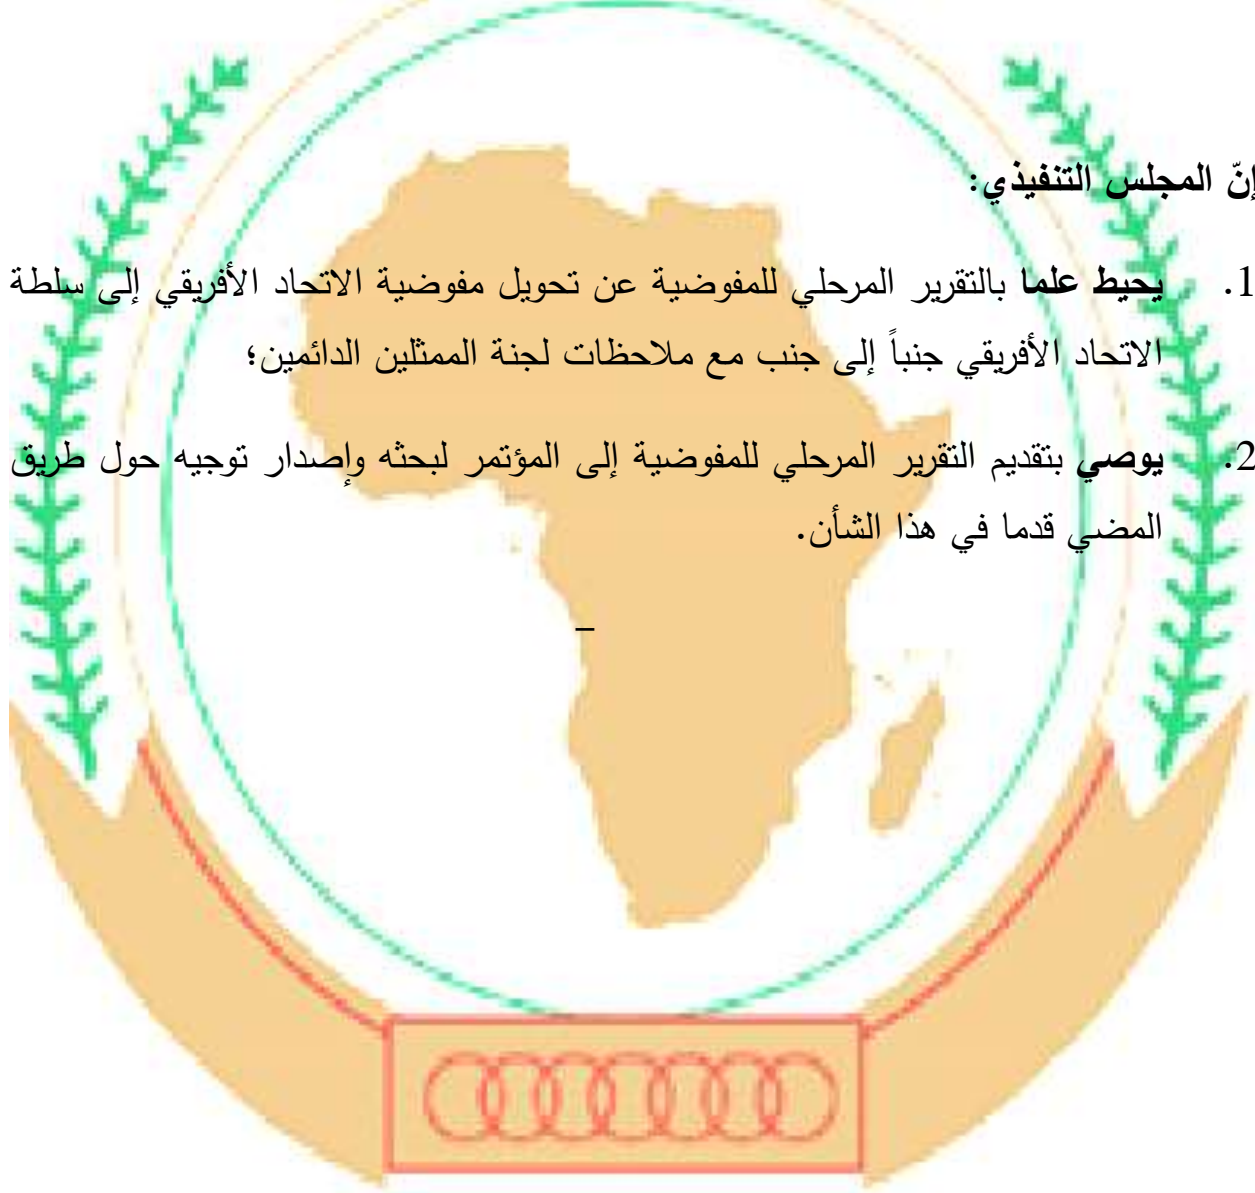 إنّ المجلس التنفيذي:
1. يحيط علما بالتقرير المرحلي للمفوضية عن تحويل مفوضية الاتحاد الأفريقي إلى سلطة
الاتحاد الأفريقي جنباً إلى جنب مع ملاحظات لجنة الممثلين الدائمين؛
2. يوصي بتقديم التقرير المرحلي للمفوضية إلى المؤتمر لبحثه وإصدار توجيه حول طريق
المضي قدما في هذا الشأن.
–